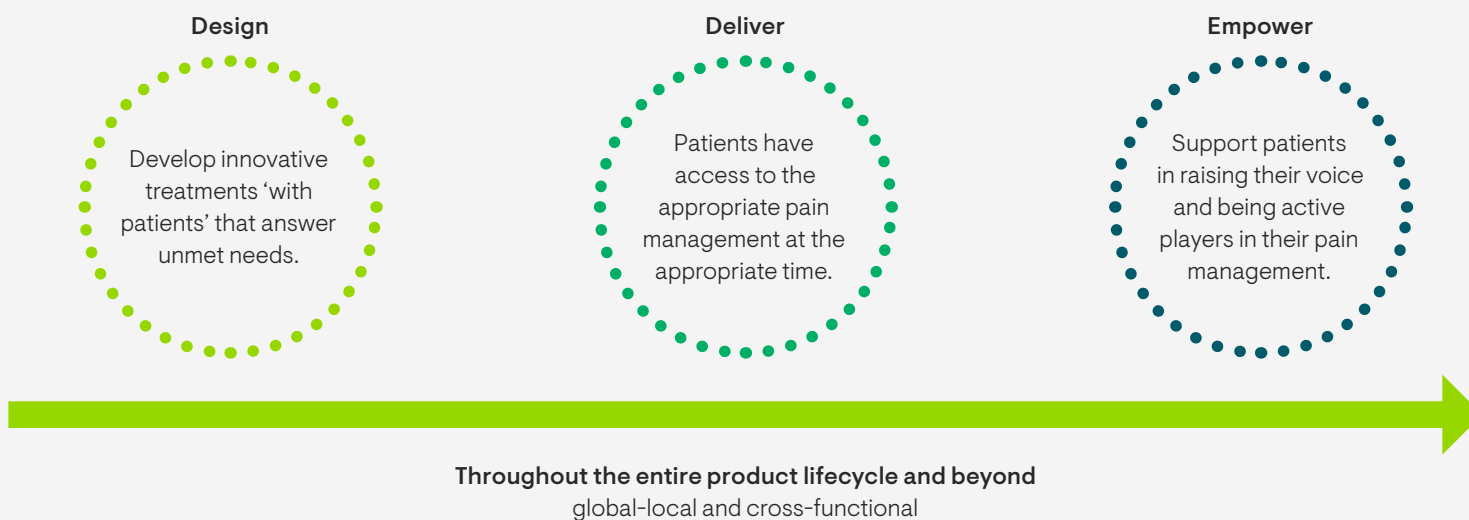 Design
Develop innovative
treatments ‘with
patients’ that answer
unmet needs.
Deliver
Patients have
access to the
appropriate pain
management at the
appropriate time.
Empower
Support patients
in raising their voice
and being active
players in their pain
management.
Throughout the entire product lifecycle and beyond
global-local and cross-functional